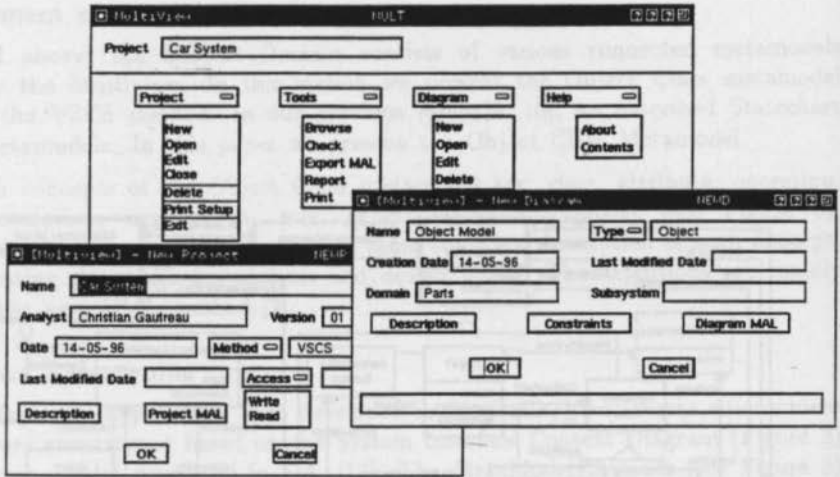 MultiView MULT
Project Car System
Project Tools Diagram Help
New Browse New About
Open Check Open Contents
Edit Export MAL Edit
Close Report Delete
Delete Print
Print Setup
Exit
[Multiview] - New Diagram NEWD
Name Object Model Type Object
Creation Date 14-05-96 Last Modified Date
Domain Parts Subsystem
Description Constraints Diagram MAL
OK Cancel
[Multiview] - New Project NEWP
Name Car System
Analyst Christian Gautreau Version 01
Date 14-05-96 Method VSCS
Last Modified Date Access
Write
Read
Description Project MAL
OK Cancel